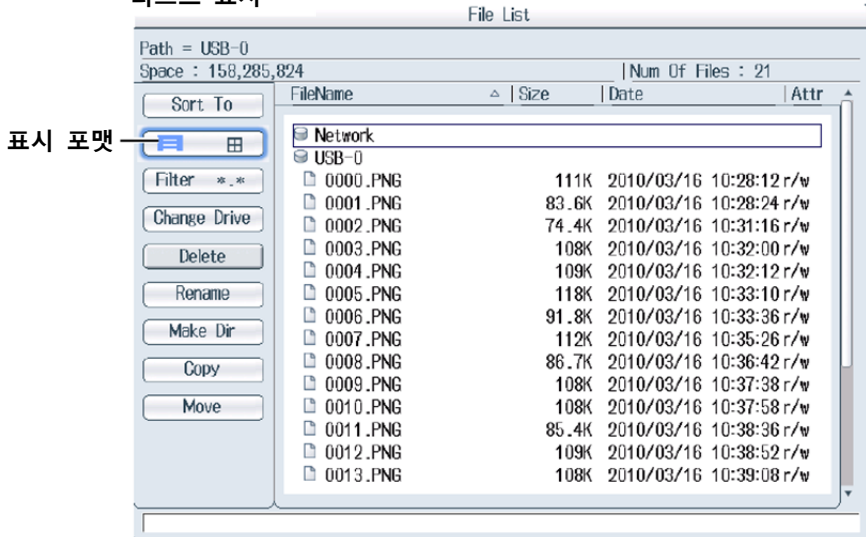 File List
Path = USB-0
Space : 158,285,824 Num Of Files : 21
FileName Size Date Attr
Sort To
표시 포맷
Filter *.*
Change Drive
Delete
Rename
Make Dir
Copy
Move
Network
USB-0
0000.PNG 111K 2010/03/16 10:28:12 r/w
0001.PNG 83.6K 2010/03/16 10:28:24 r/w
0002.PNG 74.4K 2010/03/16 10:31:16 r/w
0003.PNG 108K 2010/03/16 10:32:00 r/w
0004.PNG 109K 2010/03/16 10:32:12 r/w
0005.PNG 118K 2010/03/16 10:33:10 r/w
0006.PNG 91.8K 2010/03/16 10:33:36 r/w
0007.PNG 112K 2010/03/16 10:35:26 r/w
0008.PNG 86.7K 2010/03/16 10:36:42 r/w
0009.PNG 108K 2010/03/16 10:37:38 r/w
0010.PNG 108K 2010/03/16 10:37:58 r/w
0011.PNG 85.4K 2010/03/16 10:38:36 r/w
0012.PNG 109K 2010/03/16 10:38:52 r/w
0013.PNG 108K 2010/03/16 10:39:08 r/w